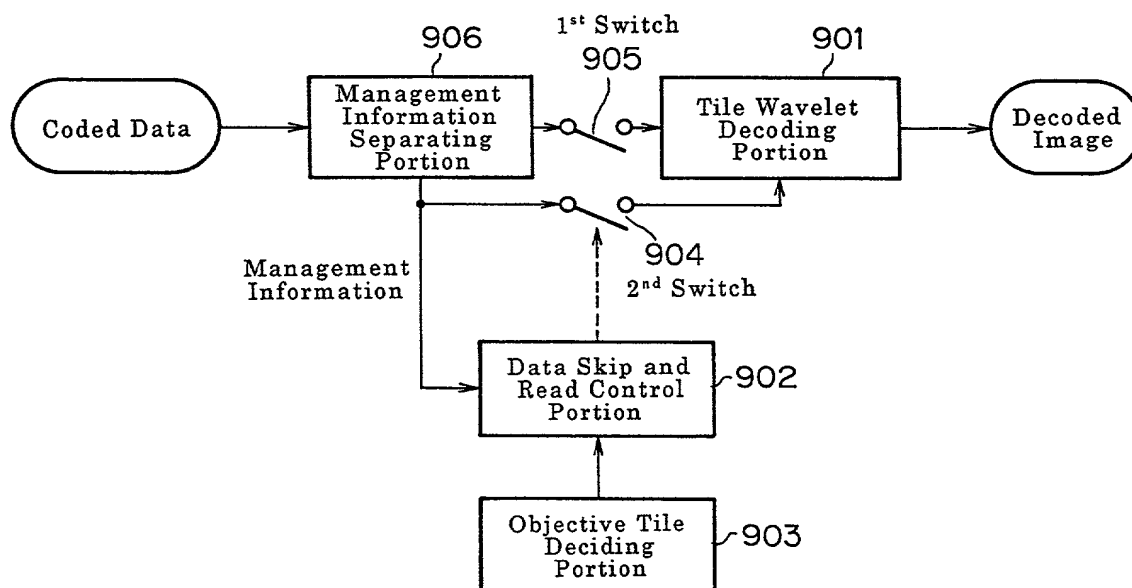 1st Switch
906
905
901
Coded Data
Management
Information
Separating
Portion
Tile Wavelet
Decoding
Portion
Decoded
Image
904
2nd Switch
Management
Information
Data Skip and
Read Control
Portion
902
Objective Tile
Deciding
Portion
903